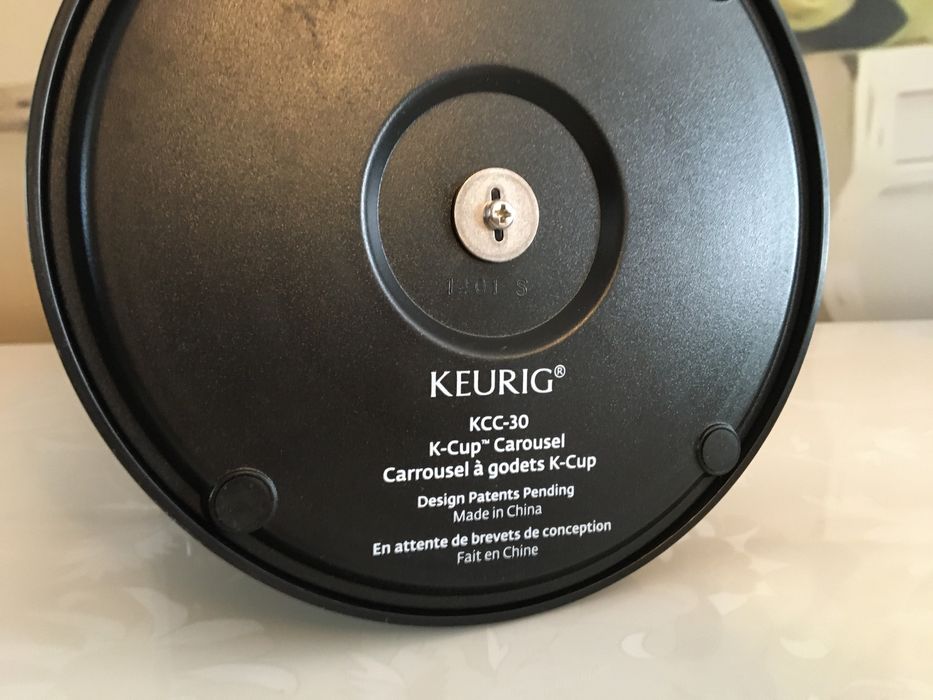 KEURIG®
KCC-30
K-Cup™ Carousel
Carrousel à godets K-Cup
Design Patents Pending
Made in China
En attente de brevets de conception
Fait en Chine